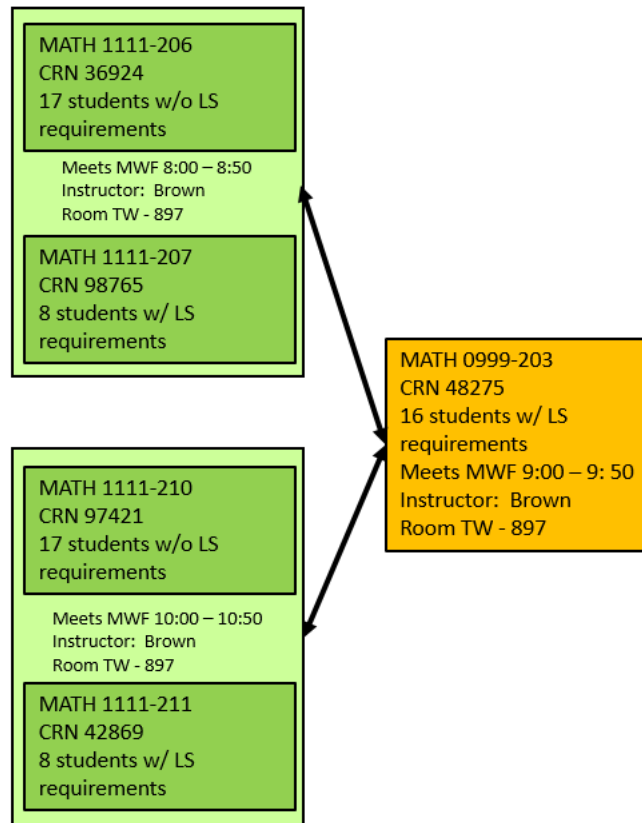 MATH 1111-206
CRN 36924
17 students w/o LS
requirements
Meets MWF 8:00 – 8:50
Instructor: Brown
Room TW - 897
MATH 1111-207
CRN 98765
8 students w/ LS
requirements
MATH 0999-203
CRN 48275
16 students w/ LS
requirements
Meets MWF 9:00 – 9: 50
Instructor: Brown
Room TW - 897
MATH 1111-210
CRN 97421
17 students w/o LS
requirements
Meets MWF 10:00 – 10:50
Instructor: Brown
Room TW - 897
MATH 1111-211
CRN 42869
8 students w/ LS
requirements